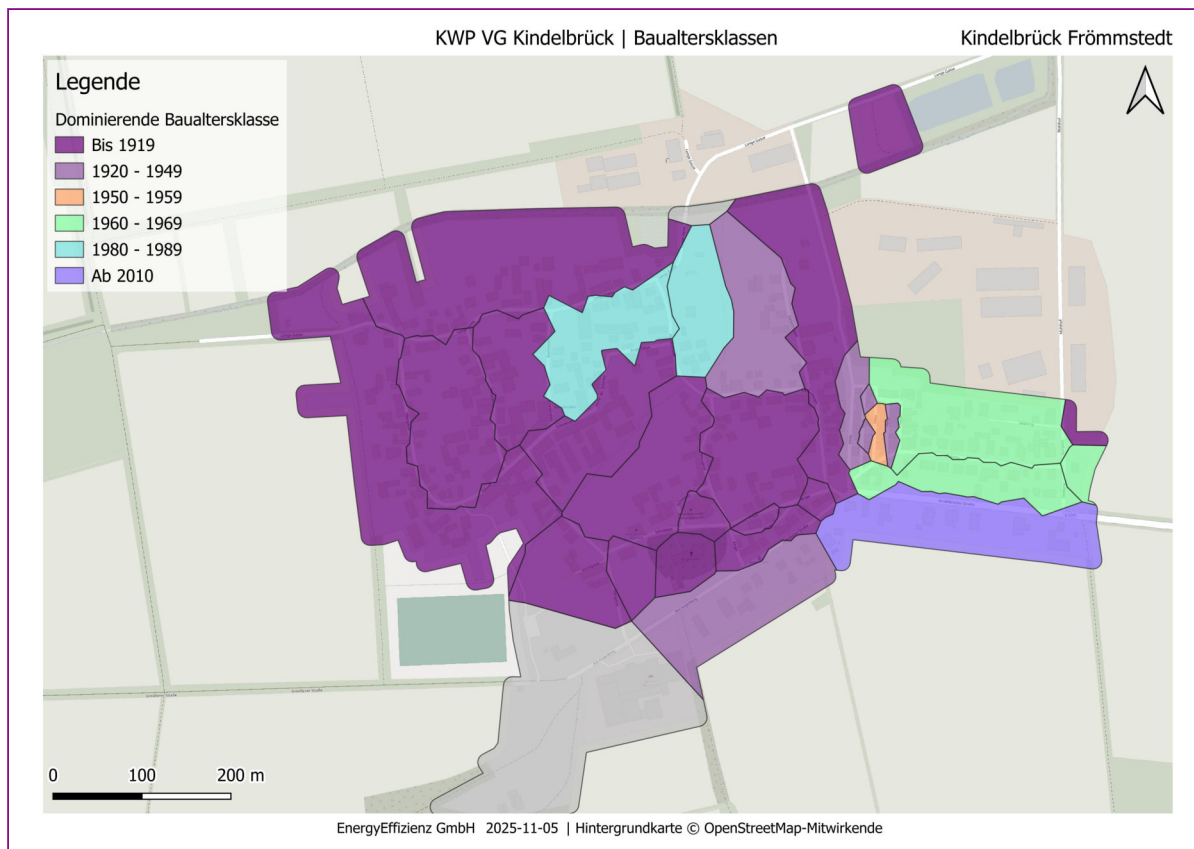 KWP VG Kindelbrück | Baualtersklassen
Kindelbrück Frömmstedt
Legende
Dominierende Baualtersklasse
Bis 1919
1920 - 1949
1950 - 1959
1960 - 1969
1980 - 1989
Ab 2010
0 100 200 m
EnergyEffizienz GmbH 2025-11-05 | Hintergrundkarte © OpenStreetMap-Mitwirkende